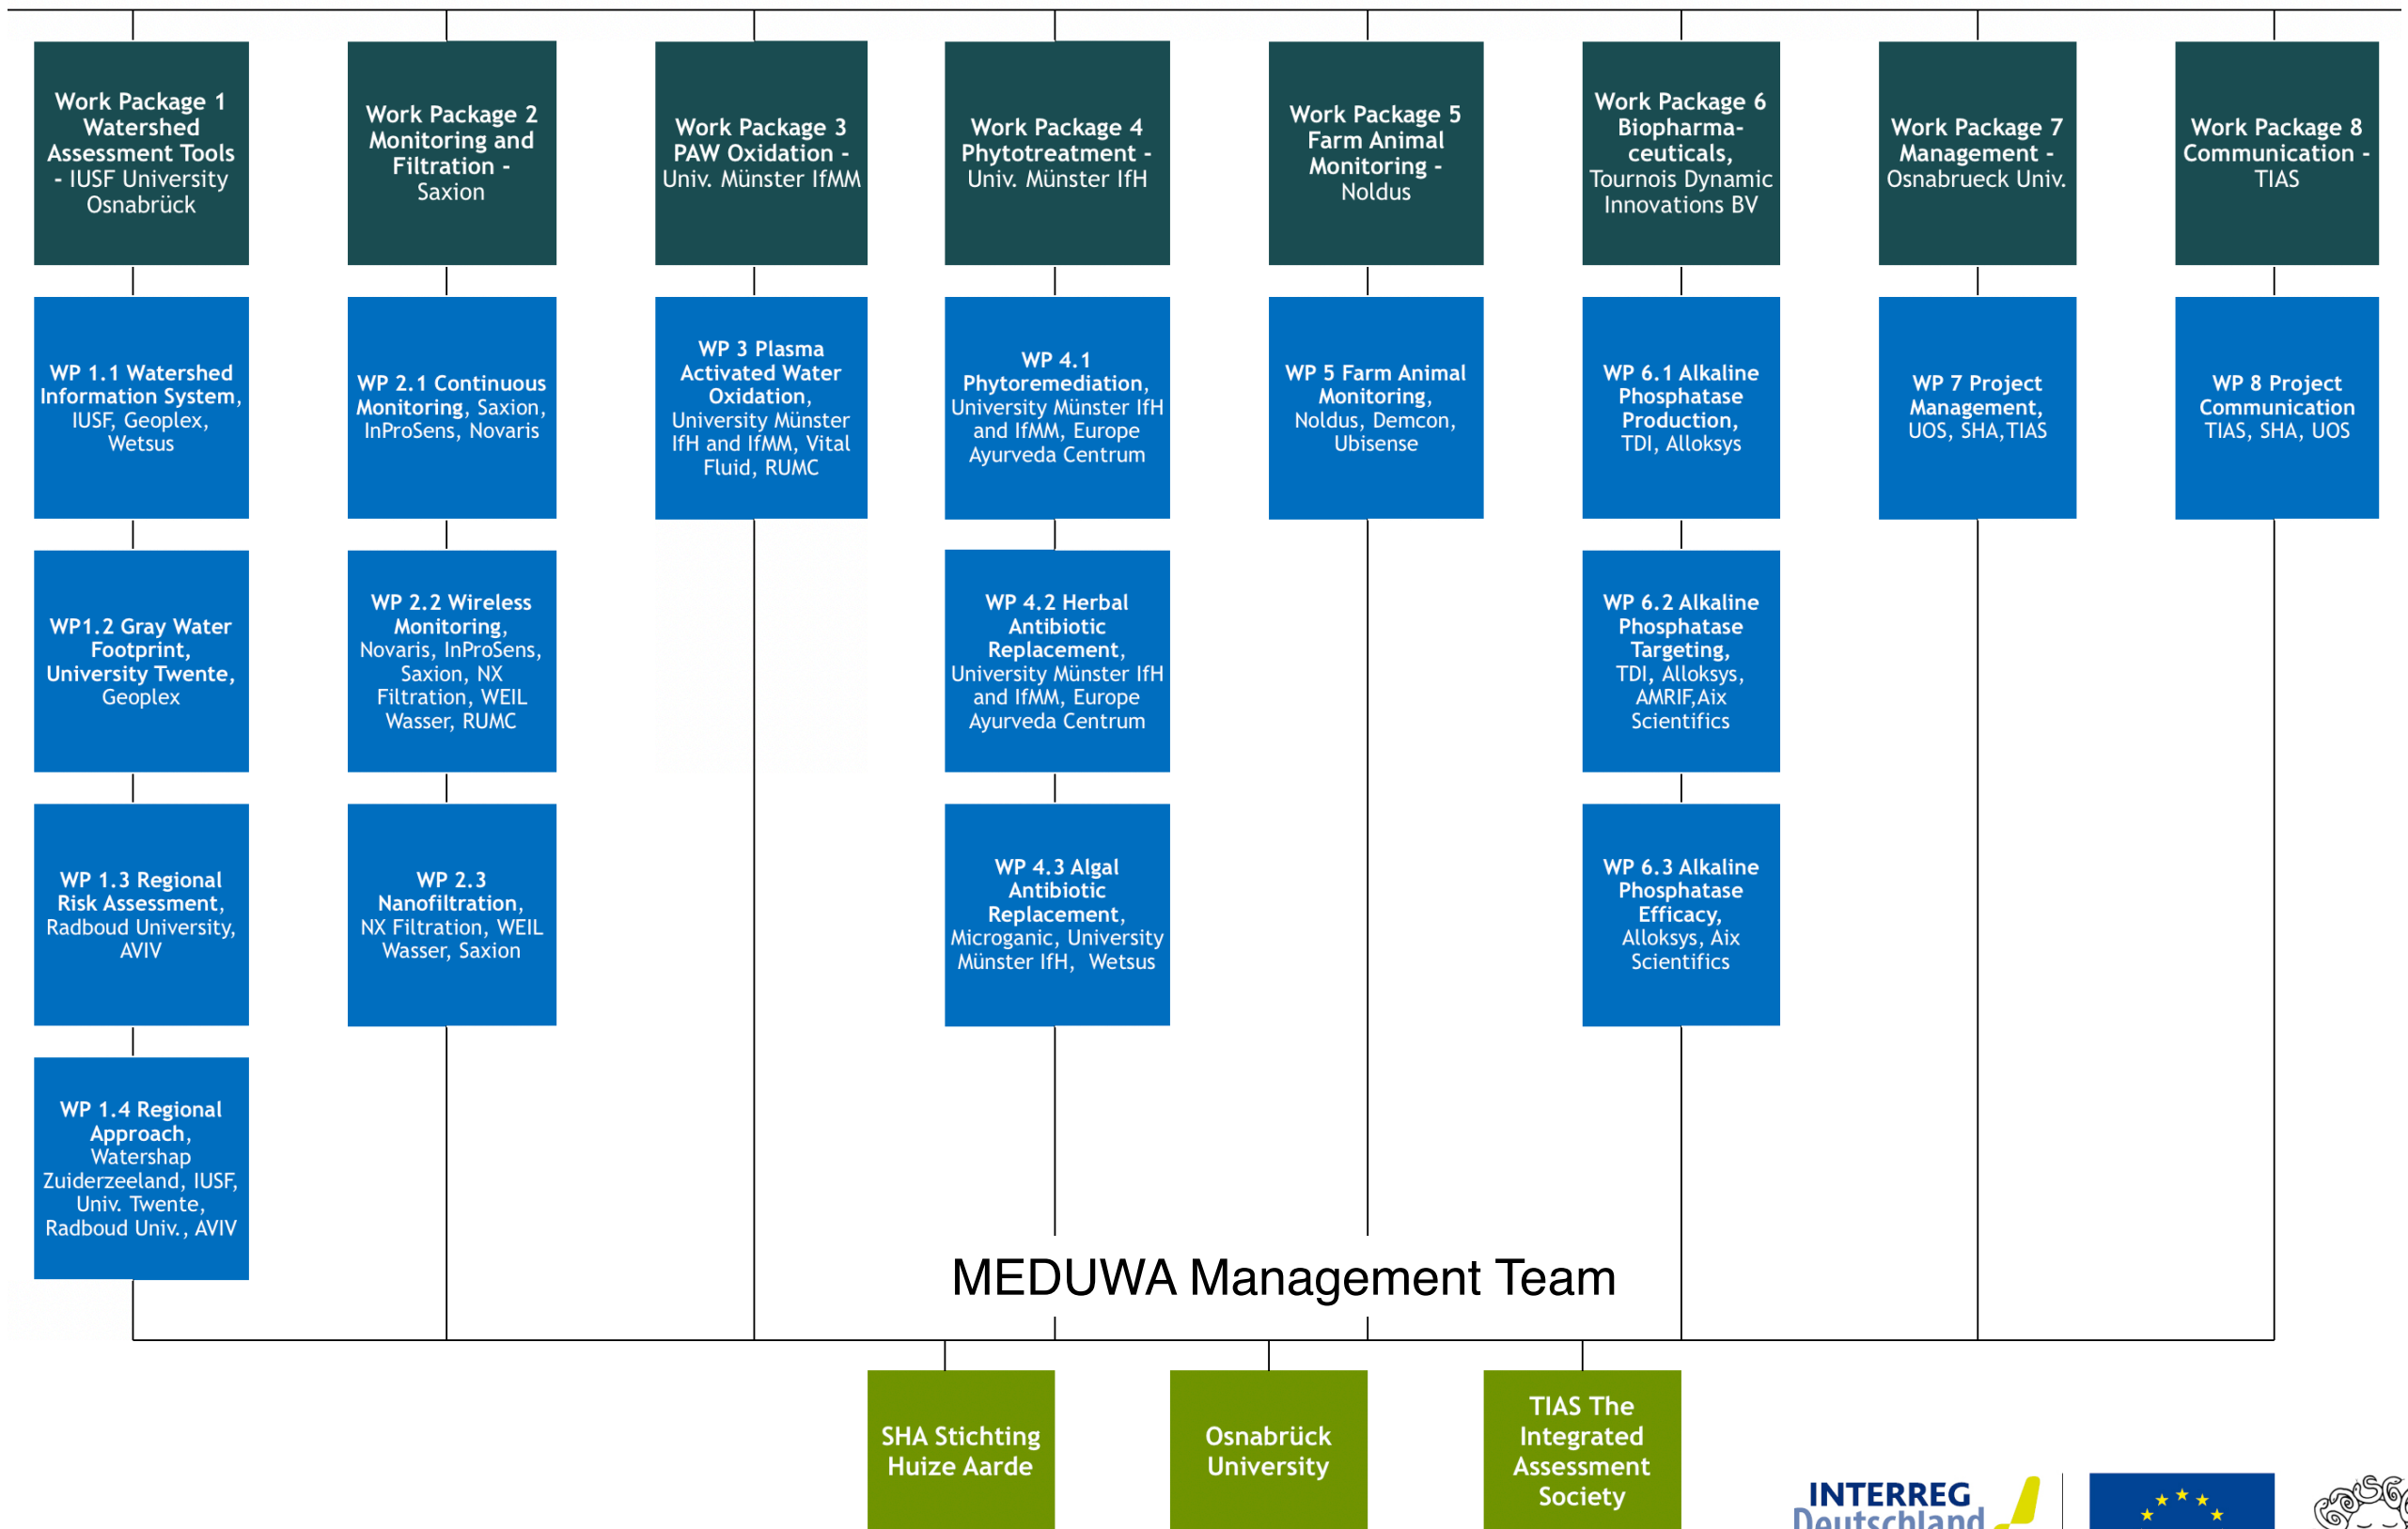 Work Package 1
Watershed
Assessment Tools
- IUSF University
Osnabrück
Work Package 2
Monitoring and
Filtration -
Saxion
Work Package 3
PAW Oxidation -
Univ. Münster IfMM
Work Package 4
Phytotreatment -
Univ. Münster IfH
Work Package 5
Farm Animal
Monitoring -
Noldus
Work Package 6
Biopharma-
ceuticals,
Tournois Dynamic
Innovations BV
Work Package 7
Management -
Osnabrueck Univ.
Work Package 8
Communication -
TIAS
WP 1.1 Watershed
Information System,
IUSF, Geoplex,
Wetsus
WP 2.1 Continuous
Monitoring, Saxion,
InProSens, Novaris
WP 3 Plasma
Activated Water
Oxidation,
University Münster
IfH and IfMM, Vital
Fluid, RUMC
WP 4.1
Phytoremediation,
University Münster IfH
and IfMM, Europe
Ayurveda Centrum
WP 5 Farm Animal
Monitoring,
Noldus, Demcon,
Ubisense
WP 6.1 Alkaline
Phosphatase
Production,
TDI, Alloksys
WP 7 Project
Management,
UOS, SHA,TIAS
WP 8 Project
Communication
TIAS, SHA, UOS
WP1.2 Gray Water
Footprint,
University Twente,
Geoplex
WP 2.2 Wireless
Monitoring,
Novaris, InProSens,
Saxion, NX
Filtration, WEIL
Wasser, RUMC
WP 4.2 Herbal
Antibiotic
Replacement,
University Münster IfH
and IfMM, Europe
Ayurveda Centrum
WP 6.2 Alkaline
Phosphatase
Targeting,
TDI, Alloksys,
AMRIF,Aix
Scientifics
WP 1.3 Regional
Risk Assessment,
Radboud University,
AVIV
WP 2.3
Nanofiltration,
NX Filtration, WEIL
Wasser, Saxion
WP 4.3 Algal
Antibiotic
Replacement,
Microganic, University
Münster IfH, Wetsus
WP 6.3 Alkaline
Phosphatase
Efficacy,
Alloksys, Aix
Scientifics
WP 1.4 Regional
Approach,
Watershap
Zuiderzeeland, IUSF,
Univ. Twente,
Radboud Univ., AVIV
MEDUWA Management Team
SHA Stichting
Huize Aarde
Osnabrück
University
TIAS The
Integrated
Assessment
Society
INTERREG
Deutschland